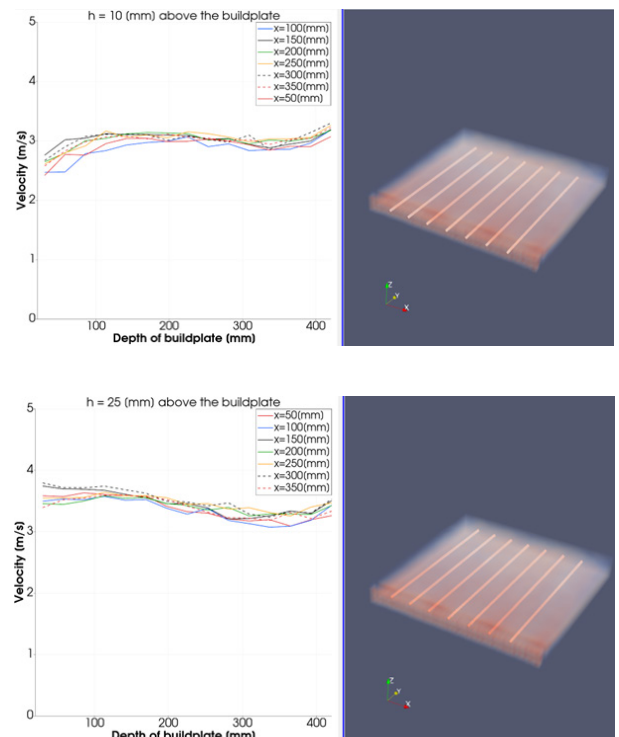 h = 10 [mm] above the buildplate
5
4
3
2
1
0
Velocity (m/s)
x=100[mm]
x=150[mm]
x=200[mm]
x=250[mm]
x=300[mm]
x=350[mm]
x=50[mm]
100
200
300
400
Depth of buildplate [mm]
Z
Y
X
h = 25 [mm] above the buildplate
5
4
3
2
1
0
Velocity (m/s)
x=50[mm]
x=100[mm]
x=150[mm]
x=200[mm]
x=250[mm]
x=300[mm]
x=350[mm]
100
200
300
400
Depth of buildplate [mm]
Z
Y
X